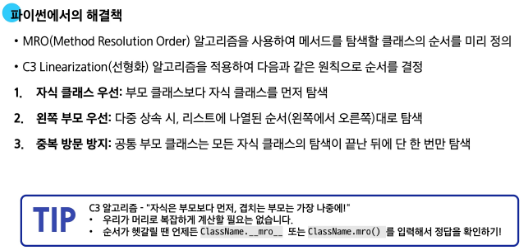 파이썬에서의 해결책
• MRO(Method Resolution Order) 알고리즘을 사용하여 메서드를 탐색할 클래스의 순서를 미리 정의
• C3 Linearization(선형화) 알고리즘을 적용하여 다음과 같은 원칙으로 순서를 결정
1. 자식 클래스 우선: 부모 클래스보다 자식 클래스를 먼저 탐색
2. 왼쪽 부모 우선: 다중 상속 시, 리스트에 나열된 순서(왼쪽에서 오른쪽)대로 탐색
3. 중복 방문 방지: 공통 부모 클래스는 모든 자식 클래스의 탐색이 끝난 뒤에 단 한 번만 탐색
TIP
C3 알고리즘 - "자식은 부모보다 먼저, 겹치는 부모는 가장 나중에!"
• 우리가 머리로 복잡하게 계산할 필요는 없습니다.
• 순서가 헷갈릴 땐 언제든 ClassName.__mro__ 또는 ClassName.mro() 를 입력해서 정답을 확인하기!